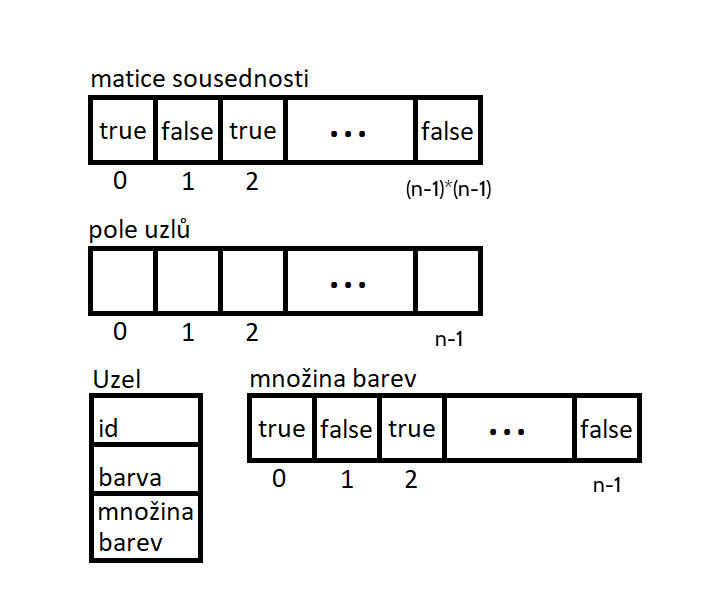 matice sousednosti
true false true ... false
0 1 2 (n-1)*(n-1)
pole uzlů
...
0 1 2 n-1
Uzel
id
barva
množina
barev
množina barev
true false true ... false
0 1 2 n-1